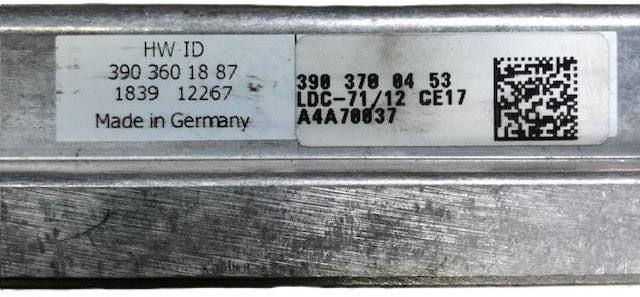 HW ID
390 360 18 87
1839 12267
Made in Germany
390 370 04 53
LDC-71/12 CE17
A4A70037